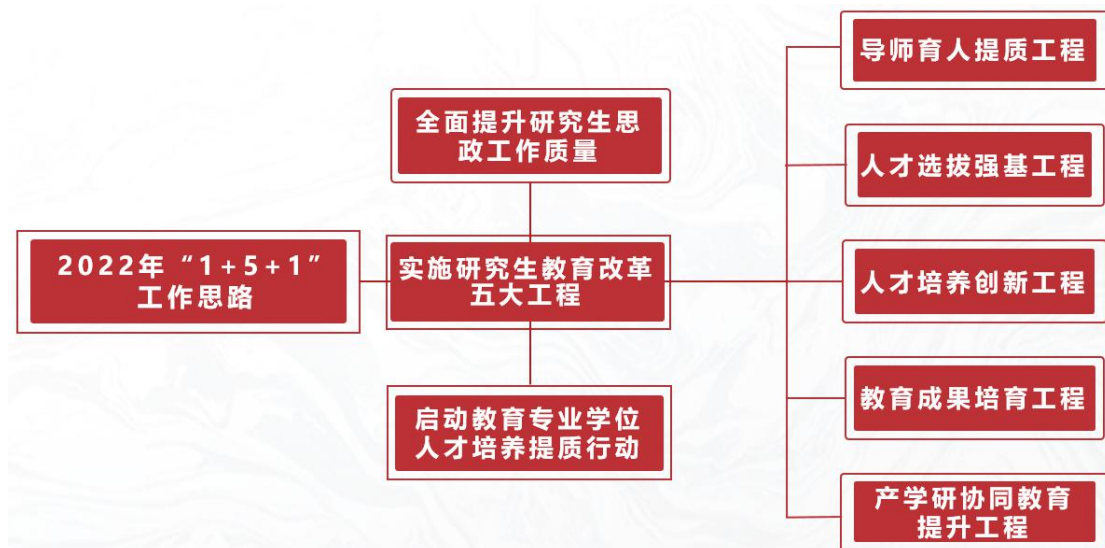 2022年“1+5+1”
工作思路
全面提升研究生思
政工作质量
实施研究生教育改革
五大工程
启动教育专业学位
人才培养提质行动
导师育人提质工程
人才选拔强基工程
人才培养创新工程
教育成果培育工程
产学研协同教育
提升工程